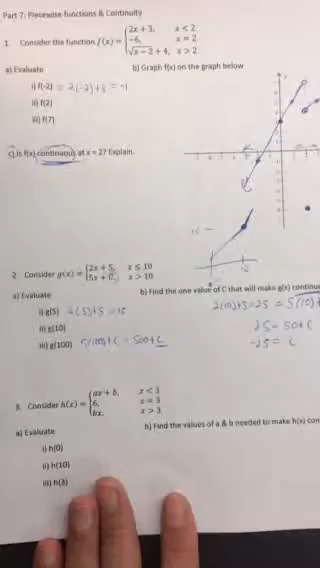 Part 7: Piecewise functions & Continuity
1. Consider the function f(x) = { 2x + 3, x < 2
−6, x = 2
√x − 2 + 4, x > 2
a) Evaluate b) Graph f(x) on the graph below
i) f(-2) = 2(-2)+3 = -1
ii) f(2)
iii) f(7)
c) Is f(x) continuous at x = 2? Explain.
10
2. Consider g(x) = { 2x + 5, x ≤ 10
5x + C, x > 10
a) Evaluate b) Find the one value of C that will make g(x)
i) g(5) 2(5)+5 = 15 2(10)+5=25 = 5(10)+
ii) g(10) 25 = 50+C
iii) g(100) 5(100)+C = 500+C -25 = C
3. Consider h(x) = { ax + b, x < 3
6, x = 3
bx, x > 3
a) Evaluate b) Find the values of a & b needed to make h(x)
i) h(0)
ii) h(10)
iii) h(3)